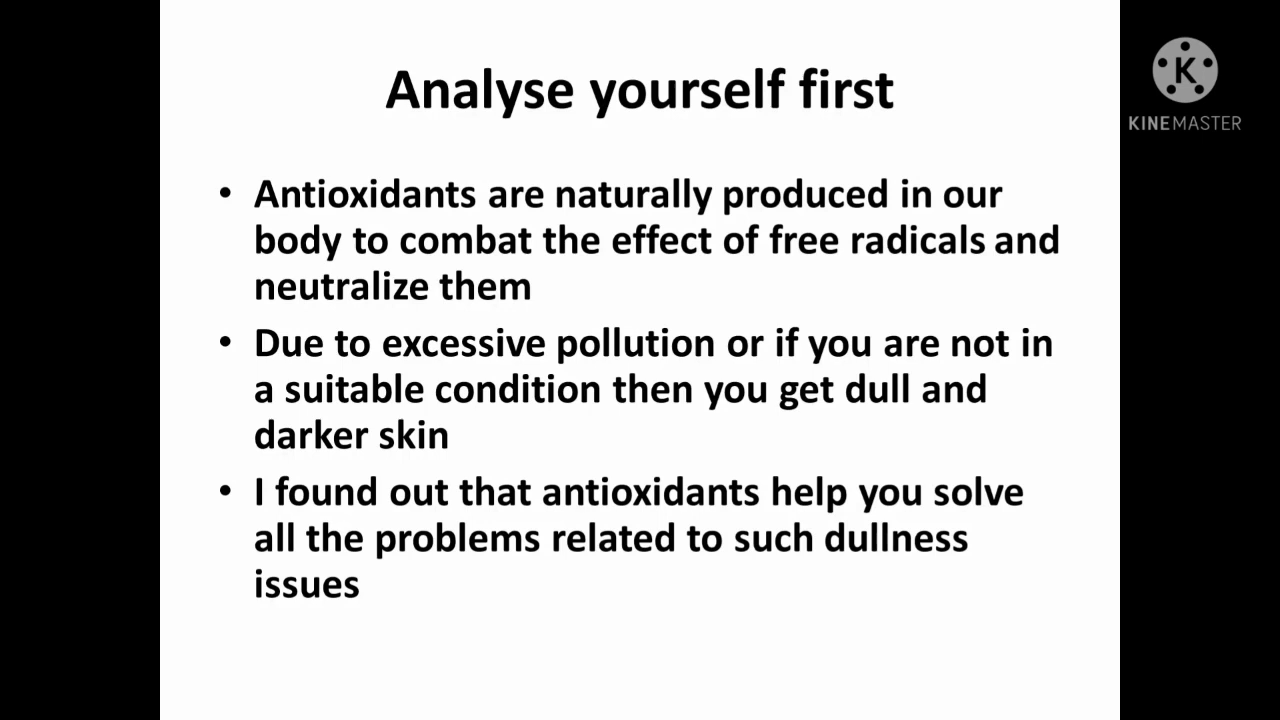 Analyse yourself first
KINEMASTER
• Antioxidants are naturally produced in our
body to combat the effect of free radicals and
neutralize them
• Due to excessive pollution or if you are not in
a suitable condition then you get dull and
darker skin
• I found out that antioxidants help you solve
all the problems related to such dullness
issues